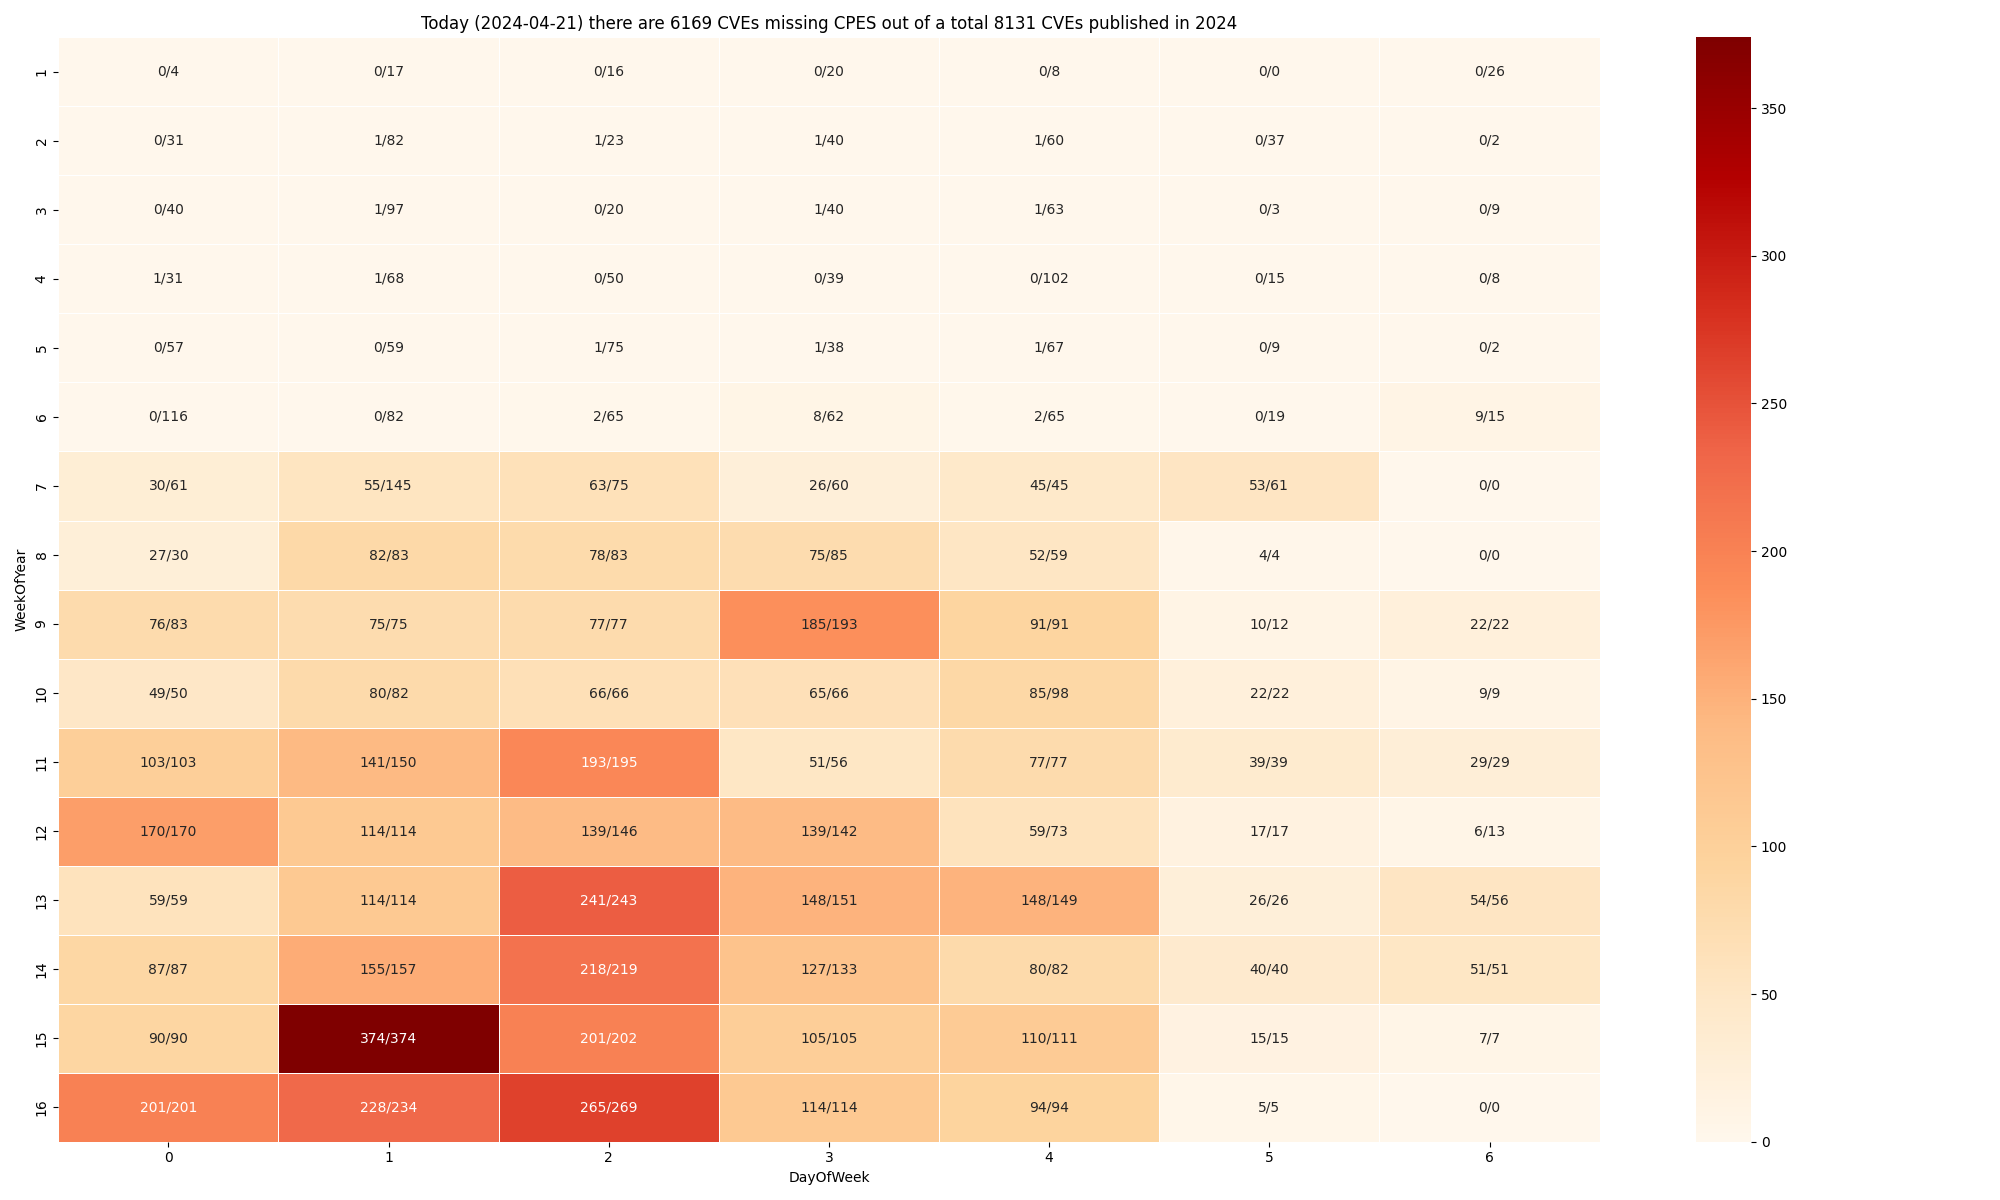 Today (2024-04-21) there are 6169 CVEs missing CPES out of a total 8131 CVEs published in 2024
1 0/4 0/17 0/16 0/20 0/8 0/0 0/26
2 0/31 1/82 1/23 1/40 1/60 0/37 0/2
3 0/40 1/97 0/20 1/40 1/63 0/3 0/9
4 1/31 1/68 0/50 0/39 0/102 0/15 0/8
5 0/57 0/59 1/75 1/38 1/67 0/9 0/2
6 0/116 0/82 2/65 8/62 2/65 0/19 9/15
7 30/61 55/145 63/75 26/60 45/45 53/61 0/0
8 27/30 82/83 78/83 75/85 52/59 4/4 0/0
9 76/83 75/75 77/77 185/193 91/91 10/12 22/22
10 49/50 80/82 66/66 65/66 85/98 22/22 9/9
11 103/103 141/150 193/195 51/56 77/77 39/39 29/29
12 170/170 114/114 139/146 139/142 59/73 17/17 6/13
13 59/59 114/114 241/243 148/151 148/149 26/26 54/56
14 87/87 155/157 218/219 127/133 80/82 40/40 51/51
15 90/90 374/374 201/202 105/105 110/111 15/15 7/7
16 201/201 228/234 265/269 114/114 94/94 5/5 0/0
0 1 2 3 4 5 6
DayOfWeek
WeekOfYear
350
300
250
200
150
100
50
0